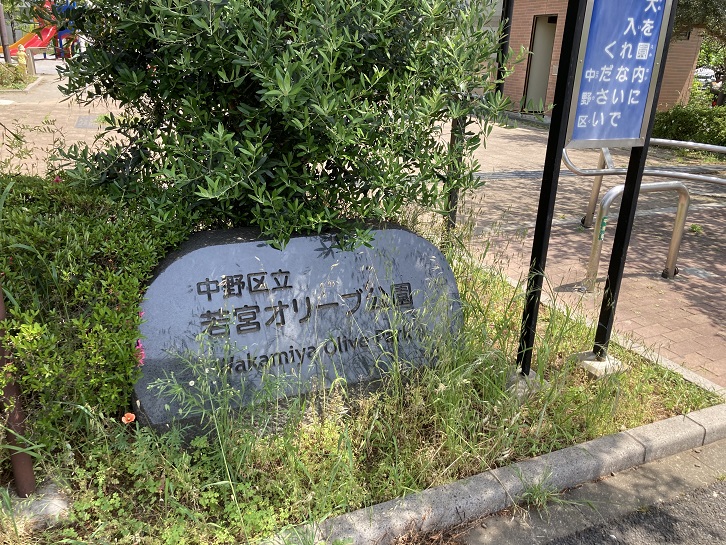 中野区立
若宮オリーブ公園
Wakamiya Olive Park
を園内に
入れないで
ください
中野区